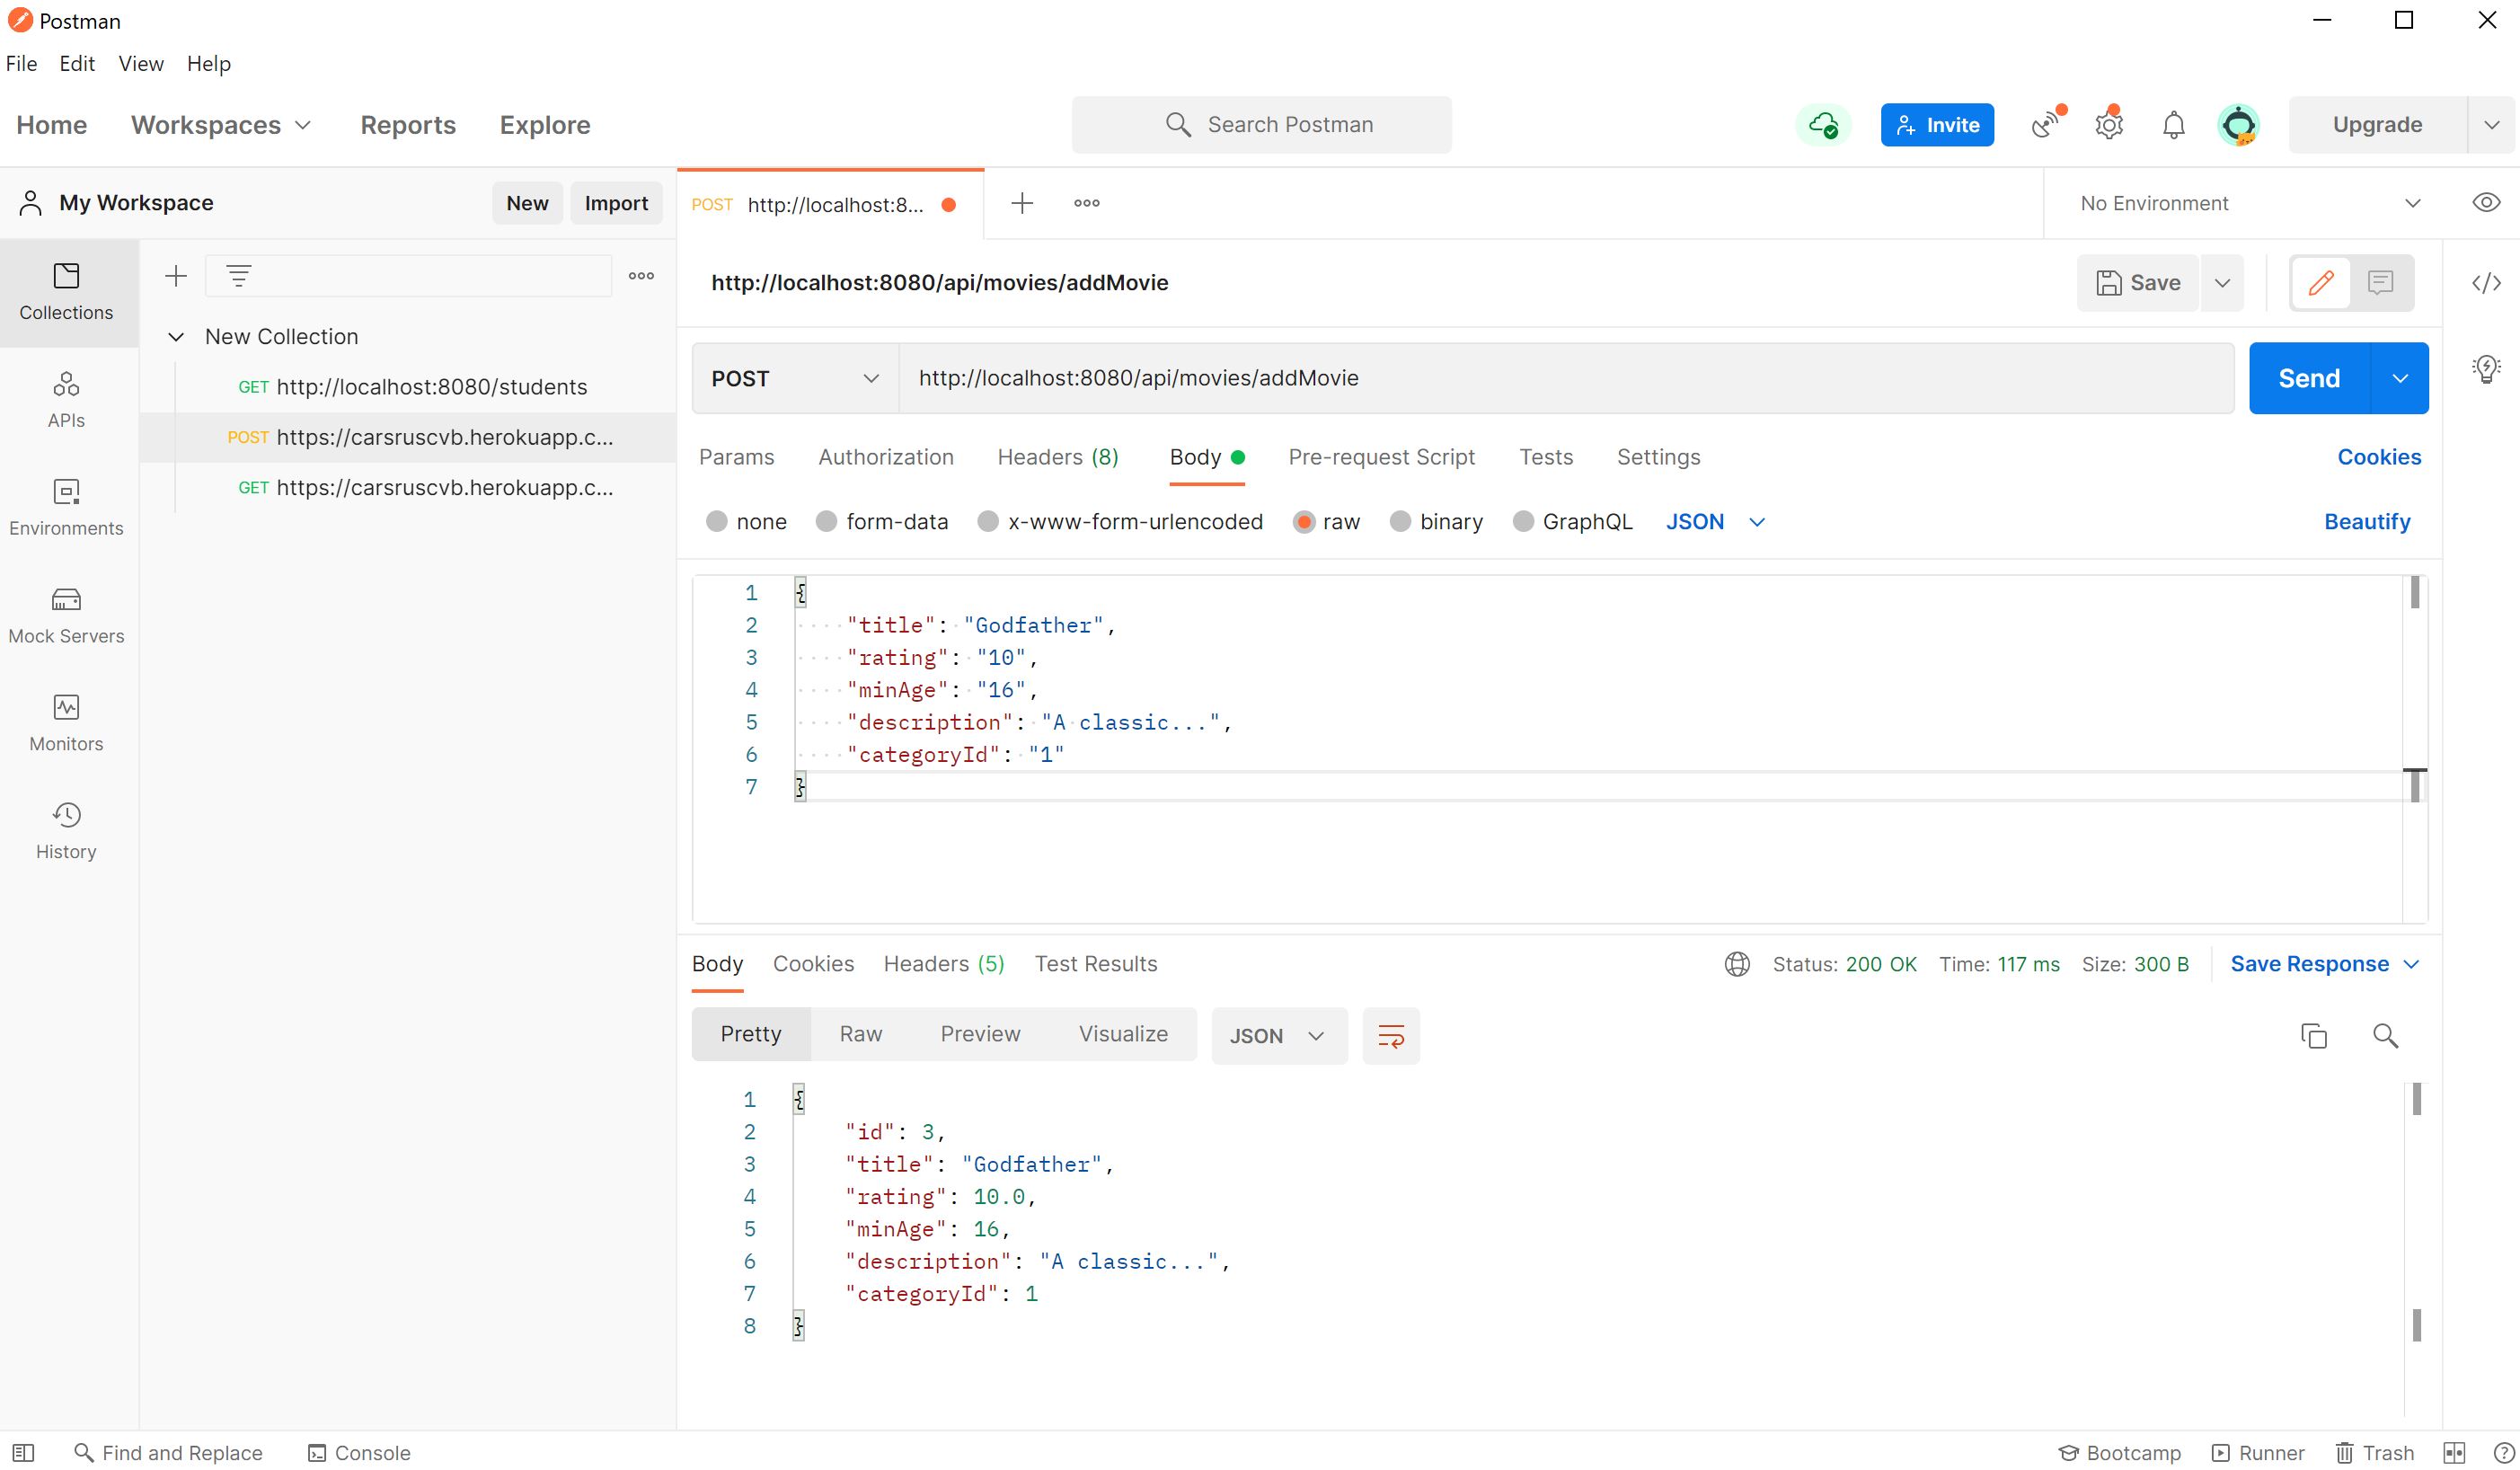 Postman
File Edit View Help
Home Workspaces Reports Explore Search Postman Invite Upgrade
My Workspace New Import POST http://localhost:8... No Environment
Collections
APIs
Environments
Mock Servers
Monitors
History
New Collection
GET http://localhost:8080/students
POST https://carsruscvb.herokuapp.c...
GET https://carsruscvb.herokuapp.c...
http://localhost:8080/api/movies/addMovie Save
POST http://localhost:8080/api/movies/addMovie Send
Params Authorization Headers (8) Body Pre-request Script Tests Settings Cookies
none form-data x-www-form-urlencoded raw binary GraphQL JSON Beautify
1 {
2 "title": "Godfather",
3 "rating": "10",
4 "minAge": "16",
5 "description": "A classic...",
6 "categoryId": "1"
7 }
Body Cookies Headers (5) Test Results Status: 200 OK Time: 117 ms Size: 300 B Save Response
Pretty Raw Preview Visualize JSON
1 {
2 "id": 3,
3 "title": "Godfather",
4 "rating": 10.0,
5 "minAge": 16,
6 "description": "A classic...",
7 "categoryId": 1
8 }
Find and Replace Console Bootcamp Runner Trash